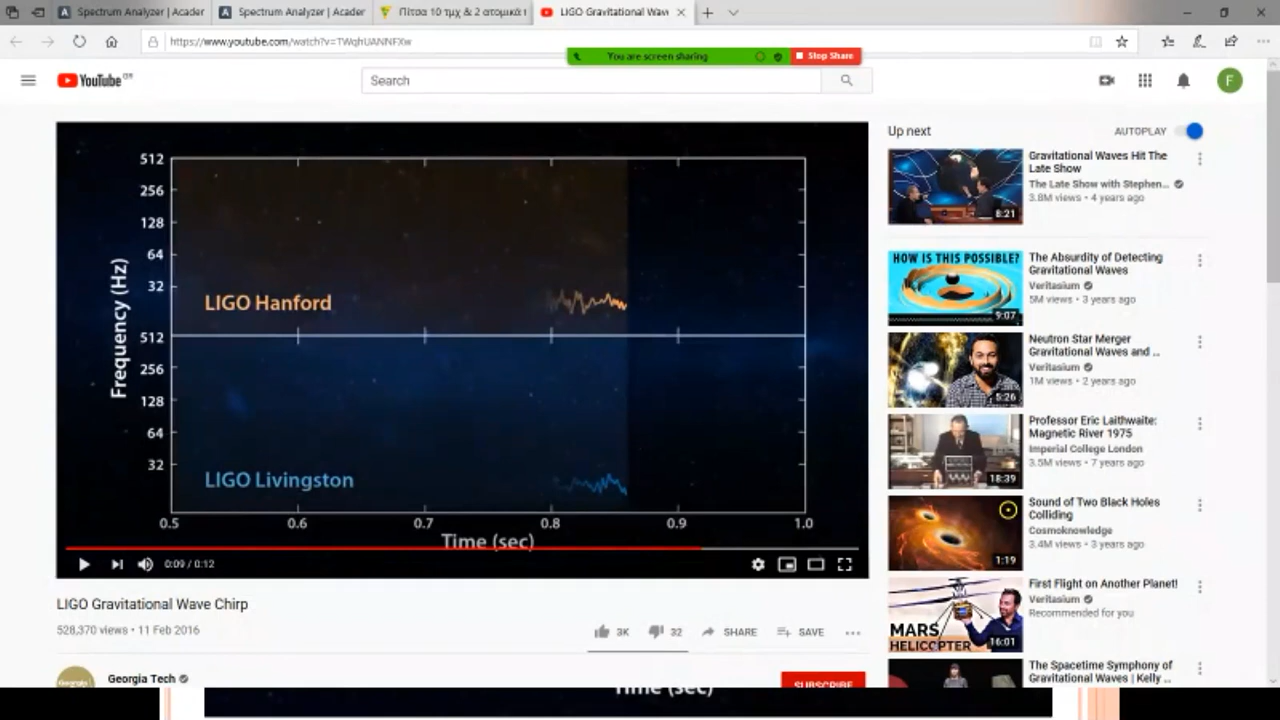 Spectrum Analyzer | Acader
Spectrum Analyzer | Acader
Πίτσα 10 τμχ & 2 ατομικά
LIGO Gravitational Wav
https://www.youtube.com/watch?v=TWqhUANNFXw
You are screen sharing
Stop Share
YouTube GR
Search
F
512
256
128
64
32
LIGO Hanford
512
256
128
64
32
LIGO Livingston
Frequency (Hz)
0.5 0.6 0.7 0.8 0.9 1.0
Time (sec)
0:09 / 0:12
LIGO Gravitational Wave Chirp
528,370 views • 11 Feb 2016
3K 32 SHARE SAVE
Georgia Tech
SUBSCRIBE
Up next
AUTOPLAY
8:21
Gravitational Waves Hit The
Late Show
The Late Show with Stephen...
3.8M views • 4 years ago
HOW IS THIS POSSIBLE?
9:07
The Absurdity of Detecting
Gravitational Waves
Veritasium
5M views • 3 years ago
5:26
Neutron Star Merger
Gravitational Waves and ..
Veritasium
1M views • 2 years ago
18:39
Professor Eric Laithwaite:
Magnetic River 1975
Imperial College London
3.5M views • 7 years ago
1:19
Sound of Two Black Holes
Colliding
Cosmoknowledge
3.4M views • 3 years ago
MARS
HELICOPTER
16:01
First Flight on Another Planet!
Veritasium
Recommended for you
The Spacetime Symphony of
Gravitational Waves | Kelly ..
Time (sec)